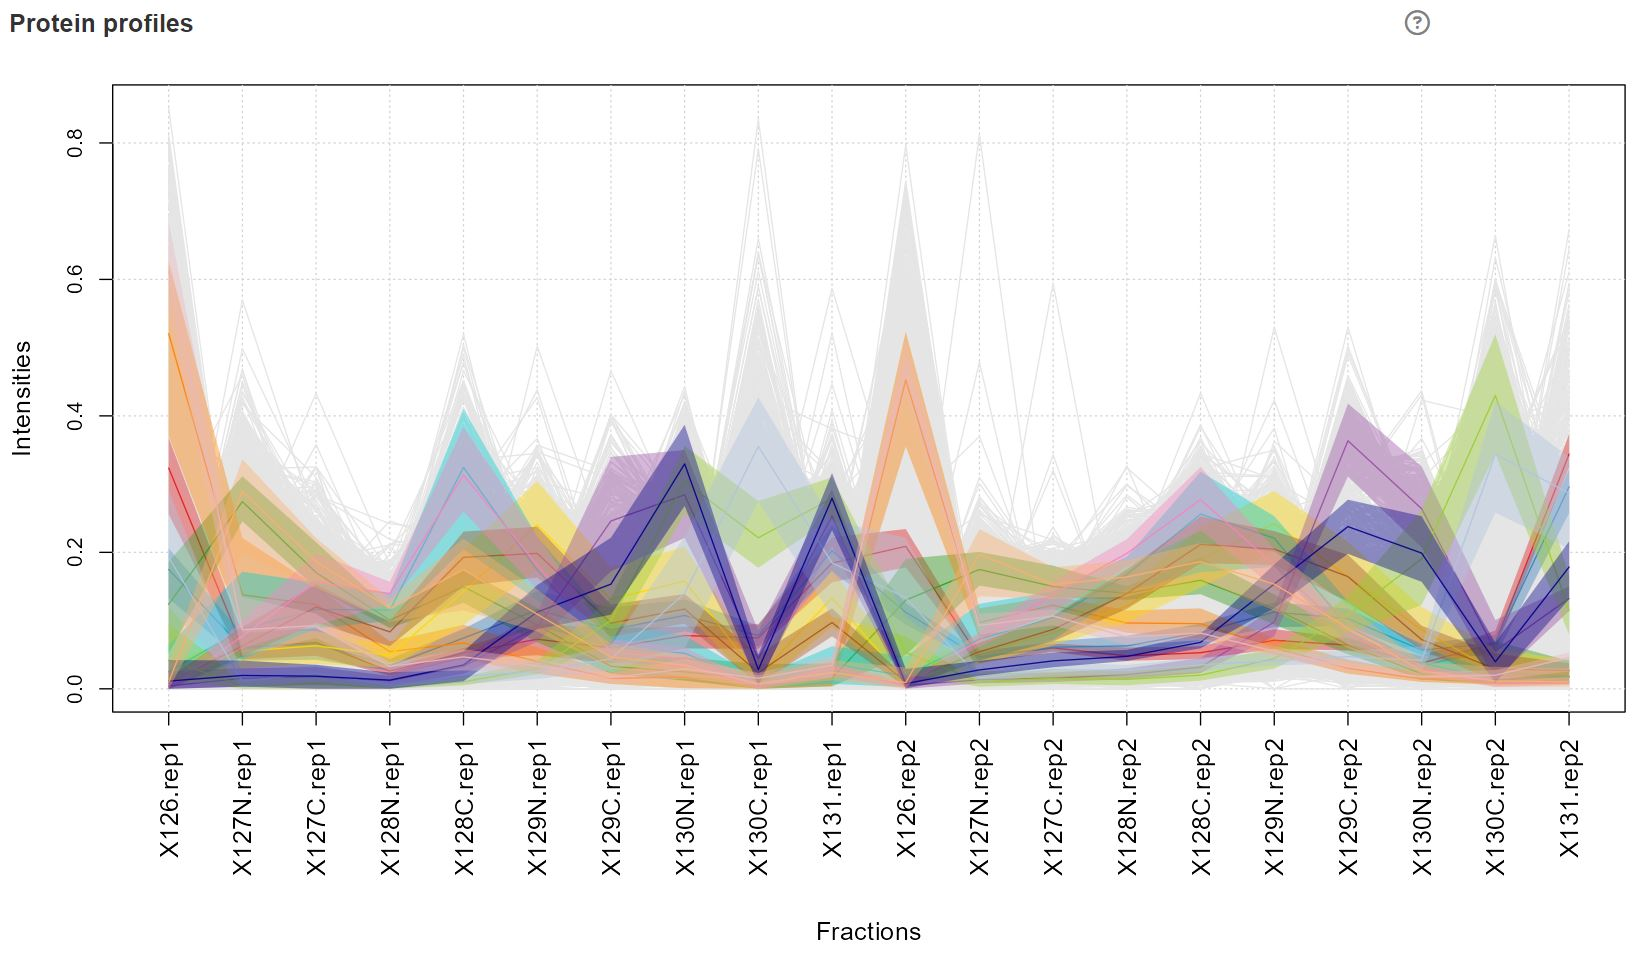 Protein profiles
?
Intensities
0.8
0.6
0.4
0.2
0.0
X126.rep1
X127N.rep1
X127C.rep1
X128N.rep1
X128C.rep1
X129N.rep1
X129C.rep1
X130N.rep1
X130C.rep1
X131.rep1
X126.rep2
X127N.rep2
X127C.rep2
X128N.rep2
X128C.rep2
X129N.rep2
X129C.rep2
X130N.rep2
X130C.rep2
X131.rep2
Fractions